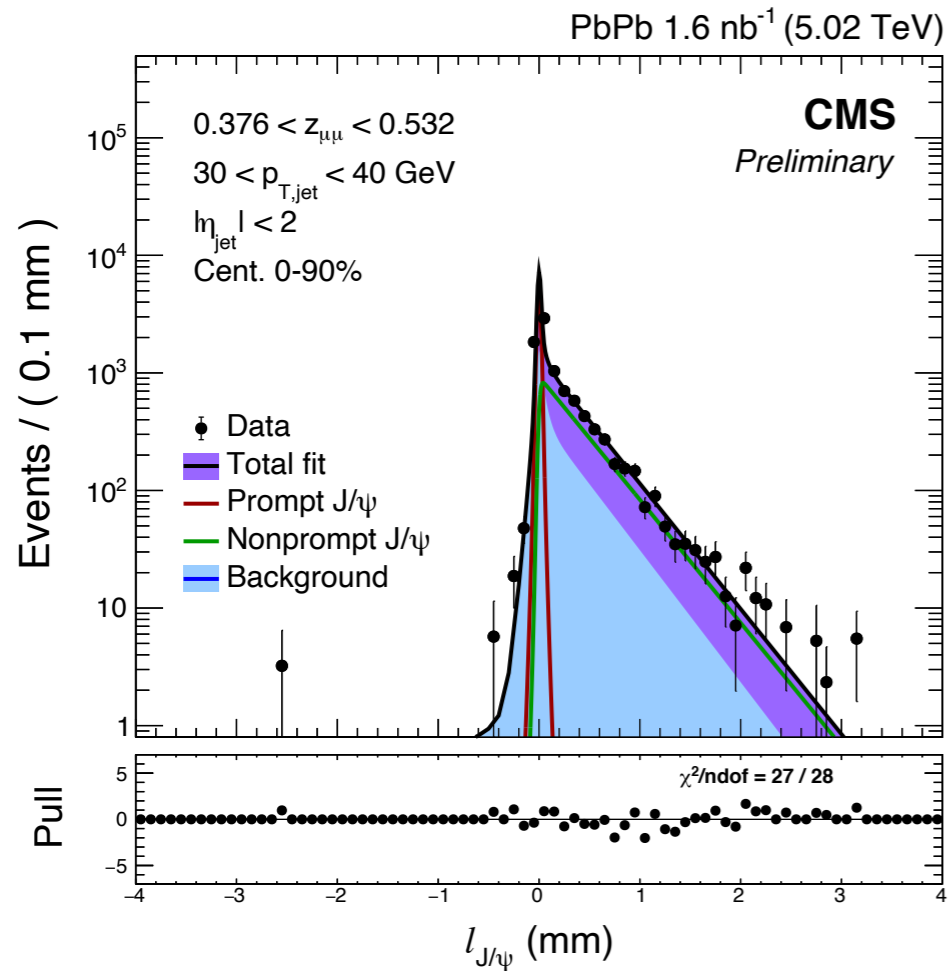 PbPb 1.6 nb⁻¹ (5.02 TeV)
CMS
Preliminary
0.376 < z_μμ < 0.532
30 < p_T,jet < 40 GeV
|η_jet| < 2
Cent. 0-90%
Events / ( 0.1 mm )
10⁵
10⁴
10³
10²
10
1
Data
Total fit
Prompt J/ψ
Nonprompt J/ψ
Background
χ²/ndof = 27 / 28
Pull
5
0
−5
−4 −3 −2 −1 0 1 2 3 4
l_J/ψ (mm)